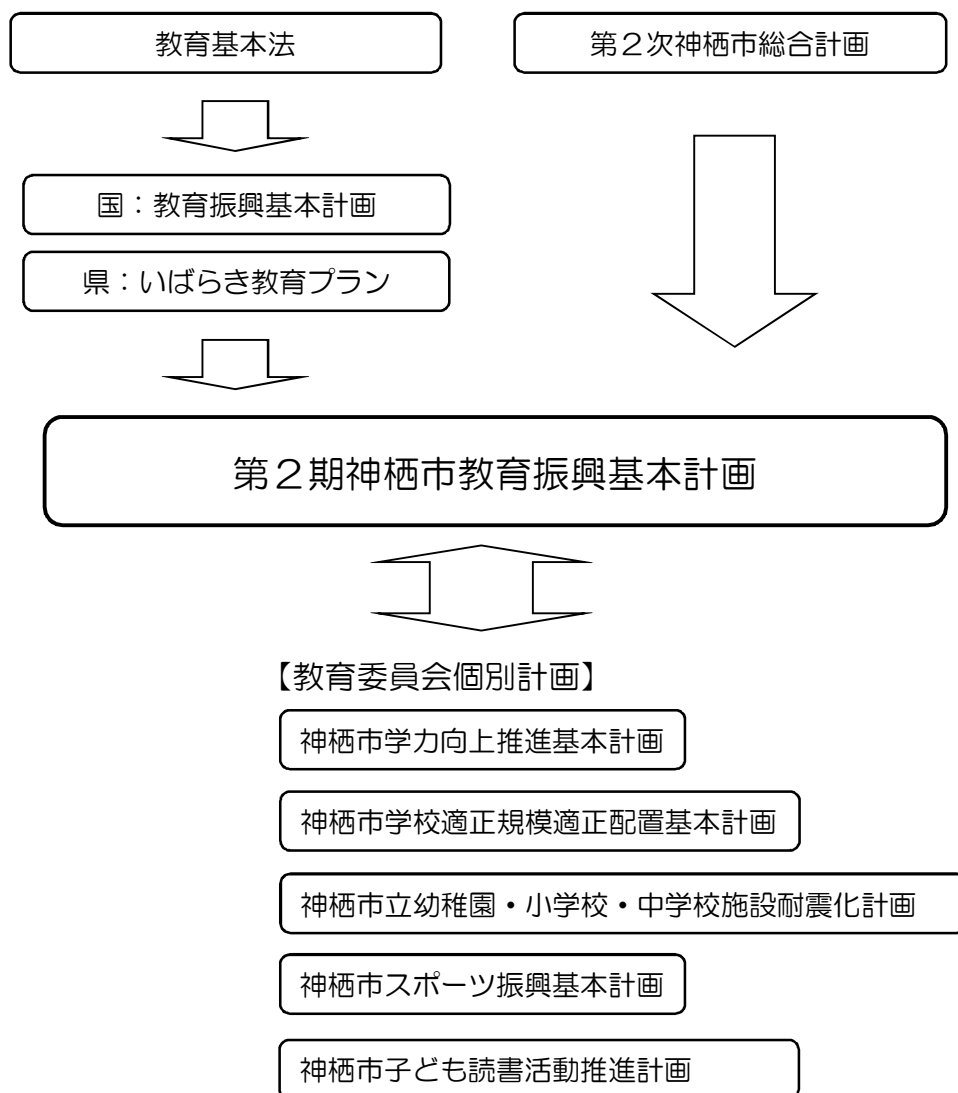 教育基本法
第２次神栖市総合計画
国：教育振興基本計画
県：いばらき教育プラン
第２期神栖市教育振興基本計画
【教育委員会個別計画】
神栖市学力向上推進基本計画
神栖市学校適正規模適正配置基本計画
神栖市立幼稚園・小学校・中学校施設耐震化計画
神栖市スポーツ振興基本計画
神栖市子ども読書活動推進計画